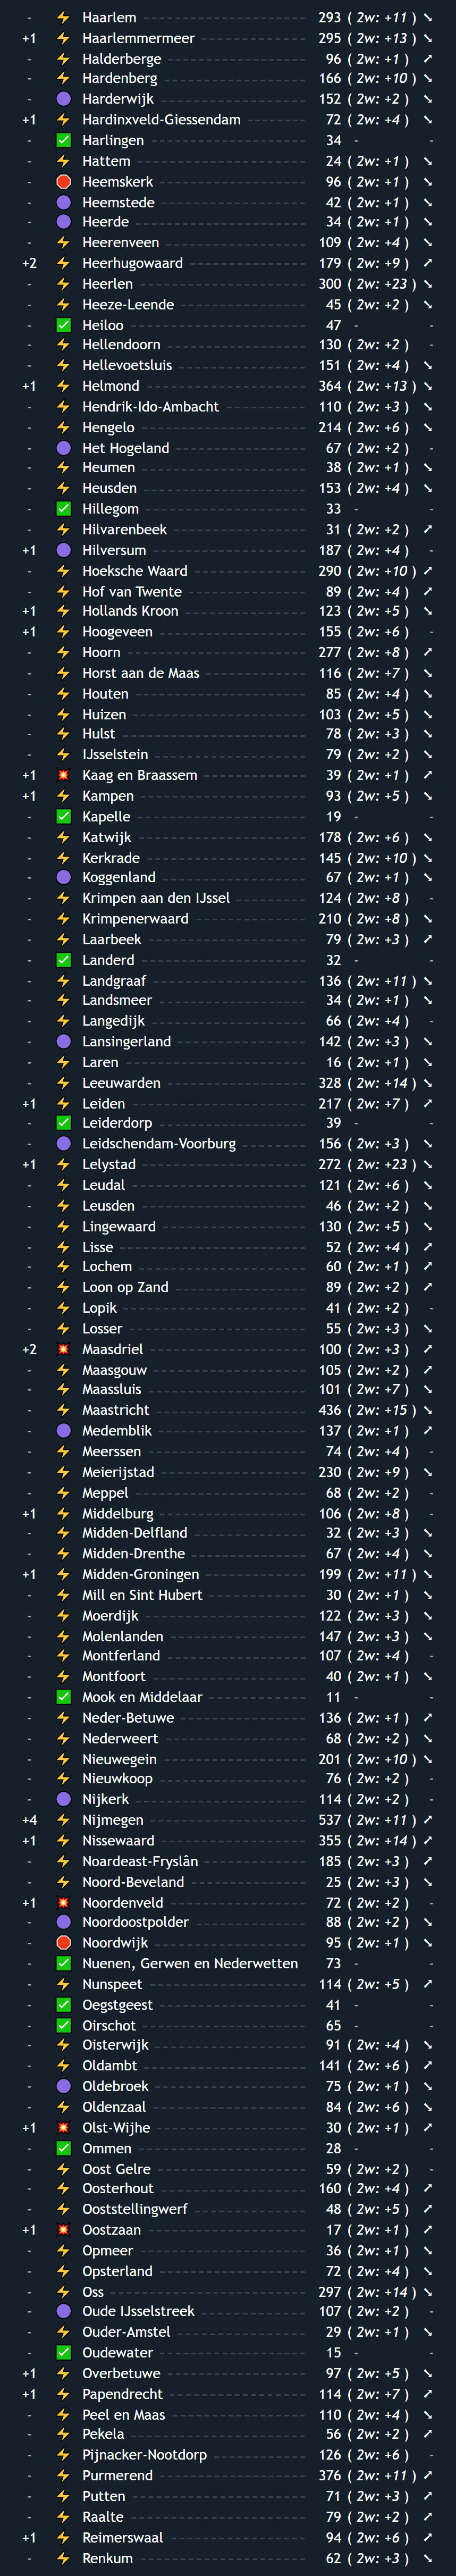 - ⚡ Haarlem 293 ( 2w: +11 ) ↘
+1 ⚡ Haarlemmermeer 295 ( 2w: +13 ) ↘
- ⚡ Halderberge 96 ( 2w: +1 ) ↗
- ⚡ Hardenberg 166 ( 2w: +10 ) ↘
- 🟣 Harderwijk 152 ( 2w: +2 ) ↘
+1 ⚡ Hardinxveld-Giessendam 72 ( 2w: +4 ) ↘
- ✅ Harlingen 34 - -
- ⚡ Hattem 24 ( 2w: +1 ) ↘
- 🛑 Heemskerk 96 ( 2w: +1 ) ↘
- 🟣 Heemstede 42 ( 2w: +1 ) ↘
- 🟣 Heerde 34 ( 2w: +1 ) ↘
- ⚡ Heerenveen 109 ( 2w: +4 ) ↘
+2 ⚡ Heerhugowaard 179 ( 2w: +9 ) ↗
- ⚡ Heerlen 300 ( 2w: +23 ) ↘
- ⚡ Heeze-Leende 45 ( 2w: +2 ) ↘
- ✅ Heiloo 47 - -
- ⚡ Hellendoorn 130 ( 2w: +2 ) -
- ⚡ Hellevoetsluis 151 ( 2w: +4 ) ↘
+1 ⚡ Helmond 364 ( 2w: +13 ) ↘
- ⚡ Hendrik-Ido-Ambacht 110 ( 2w: +3 ) ↘
- ⚡ Hengelo 214 ( 2w: +6 ) ↘
- 🟣 Het Hogeland 67 ( 2w: +2 ) -
- ⚡ Heumen 38 ( 2w: +1 ) ↘
- ⚡ Heusden 153 ( 2w: +4 ) ↘
- ✅ Hillegom 33 - -
- ⚡ Hilvarenbeek 31 ( 2w: +2 ) ↗
+1 🟣 Hilversum 187 ( 2w: +4 ) -
- ⚡ Hoeksche Waard 290 ( 2w: +10 ) ↗
- ⚡ Hof van Twente 89 ( 2w: +4 ) ↗
+1 ⚡ Hollands Kroon 123 ( 2w: +5 ) ↘
+1 ⚡ Hoogeveen 155 ( 2w: +6 ) -
- ⚡ Hoorn 277 ( 2w: +8 ) ↗
- ⚡ Horst aan de Maas 116 ( 2w: +7 ) ↘
- ⚡ Houten 85 ( 2w: +4 ) ↘
- ⚡ Huizen 103 ( 2w: +5 ) ↘
- ⚡ Hulst 78 ( 2w: +3 ) ↘
- ⚡ IJsselstein 79 ( 2w: +2 ) ↘
+1 💥 Kaag en Braassem 39 ( 2w: +1 ) ↗
+1 ⚡ Kampen 93 ( 2w: +5 ) ↘
- ✅ Kapelle 19 - -
- ⚡ Katwijk 178 ( 2w: +6 ) ↘
- ⚡ Kerkrade 145 ( 2w: +10 ) ↘
- 🟣 Koggenland 67 ( 2w: +1 ) ↘
- ⚡ Krimpen aan den IJssel 124 ( 2w: +8 ) -
- ⚡ Krimpenerwaard 210 ( 2w: +8 ) ↘
- ⚡ Laarbeek 79 ( 2w: +3 ) ↗
- ✅ Landerd 32 - -
- ⚡ Landgraaf 136 ( 2w: +11 ) ↘
- ⚡ Landsmeer 34 ( 2w: +1 ) ↘
- ⚡ Langedijk 66 ( 2w: +4 ) -
- 🟣 Lansingerland 142 ( 2w: +3 ) ↘
- ⚡ Laren 16 ( 2w: +1 ) ↘
- ⚡ Leeuwarden 328 ( 2w: +14 ) ↘
+1 ⚡ Leiden 217 ( 2w: +7 ) ↗
- ✅ Leiderdorp 39 - -
- 🟣 Leidschendam-Voorburg 156 ( 2w: +3 ) ↘
+1 ⚡ Lelystad 272 ( 2w: +23 ) ↘
- ⚡ Leudal 121 ( 2w: +6 ) ↘
- ⚡ Leusden 46 ( 2w: +2 ) ↘
- ⚡ Lingewaard 130 ( 2w: +5 ) ↘
- ⚡ Lisse 52 ( 2w: +4 ) ↗
- ⚡ Lochem 60 ( 2w: +1 ) ↗
- ⚡ Loon op Zand 89 ( 2w: +2 ) ↗
- ⚡ Lopik 41 ( 2w: +2 ) -
- ⚡ Losser 55 ( 2w: +3 ) ↘
+2 💥 Maasdriel 100 ( 2w: +3 ) ↗
- ⚡ Maasgouw 105 ( 2w: +2 ) ↗
- ⚡ Maassluis 101 ( 2w: +7 ) ↘
- ⚡ Maastricht 436 ( 2w: +15 ) ↘
- 🟣 Medemblik 137 ( 2w: +1 ) ↗
- ⚡ Meerssen 74 ( 2w: +4 ) -
- ⚡ Meierijstad 230 ( 2w: +9 ) ↘
- ⚡ Meppel 68 ( 2w: +2 ) -
+1 ⚡ Middelburg 106 ( 2w: +8 ) -
- ⚡ Midden-Delfland 32 ( 2w: +3 ) ↘
- ⚡ Midden-Drenthe 67 ( 2w: +4 ) ↘
+1 ⚡ Midden-Groningen 199 ( 2w: +11 ) ↘
- ⚡ Mill en Sint Hubert 30 ( 2w: +1 ) ↘
- ⚡ Moerdijk 122 ( 2w: +3 ) ↘
- ⚡ Molenlanden 147 ( 2w: +3 ) ↘
- ⚡ Montferland 107 ( 2w: +4 ) -
- ⚡ Montfoort 40 ( 2w: +1 ) ↘
- ✅ Mook en Middelaar 11 - -
- ⚡ Neder-Betuwe 136 ( 2w: +1 ) ↗
- ⚡ Nederweert 68 ( 2w: +2 ) ↘
- ⚡ Nieuwegein 201 ( 2w: +10 ) ↘
- ⚡ Nieuwkoop 76 ( 2w: +2 ) -
- 🟣 Nijkerk 114 ( 2w: +2 ) -
+4 ⚡ Nijmegen 537 ( 2w: +11 ) ↗
+1 ⚡ Nissewaard 355 ( 2w: +14 ) ↗
- ⚡ Noardeast-Fryslân 185 ( 2w: +3 ) ↗
- ⚡ Noord-Beveland 25 ( 2w: +3 ) ↘
+1 💥 Noordenveld 72 ( 2w: +2 ) -
- 🟣 Noordoostpolder 88 ( 2w: +2 ) ↘
- 🛑 Noordwijk 95 ( 2w: +1 ) ↘
- ✅ Nuenen, Gerwen en Nederwetten 73 - -
- ⚡ Nunspeet 114 ( 2w: +5 ) ↗
- ✅ Oegstgeest 41 - -
- ✅ Oirschot 65 - -
- ⚡ Oisterwijk 91 ( 2w: +4 ) ↘
- ⚡ Oldambt 141 ( 2w: +6 ) ↗
- 🟣 Oldebroek 75 ( 2w: +1 ) ↘
- ⚡ Oldenzaal 84 ( 2w: +6 ) ↘
+1 💥 Olst-Wijhe 30 ( 2w: +1 ) ↗
- ✅ Ommen 28 - -
- ⚡ Oost Gelre 59 ( 2w: +2 ) -
- ⚡ Oosterhout 160 ( 2w: +4 ) ↗
- ⚡ Ooststellingwerf 48 ( 2w: +5 ) ↗
+1 💥 Oostzaan 17 ( 2w: +1 ) ↗
- ⚡ Opmeer 36 ( 2w: +1 ) ↘
- ⚡ Opsterland 72 ( 2w: +4 ) ↘
- ⚡ Oss 297 ( 2w: +14 ) ↘
- 🟣 Oude IJsselstreek 107 ( 2w: +2 ) -
- ⚡ Ouder-Amstel 29 ( 2w: +1 ) ↘
- ✅ Oudewater 15 - -
+1 ⚡ Overbetuwe 97 ( 2w: +5 ) ↘
+1 ⚡ Papendrecht 114 ( 2w: +7 ) ↗
- ⚡ Peel en Maas 110 ( 2w: +4 ) ↘
- ⚡ Pekela 56 ( 2w: +2 ) ↗
- ⚡ Pijnacker-Nootdorp 126 ( 2w: +6 ) -
- ⚡ Purmerend 376 ( 2w: +11 ) ↗
- ⚡ Putten 71 ( 2w: +3 ) ↗
- ⚡ Raalte 79 ( 2w: +2 ) ↗
+1 ⚡ Reimerswaal 94 ( 2w: +6 ) ↗
- ⚡ Renkum 62 ( 2w: +3 ) ↘